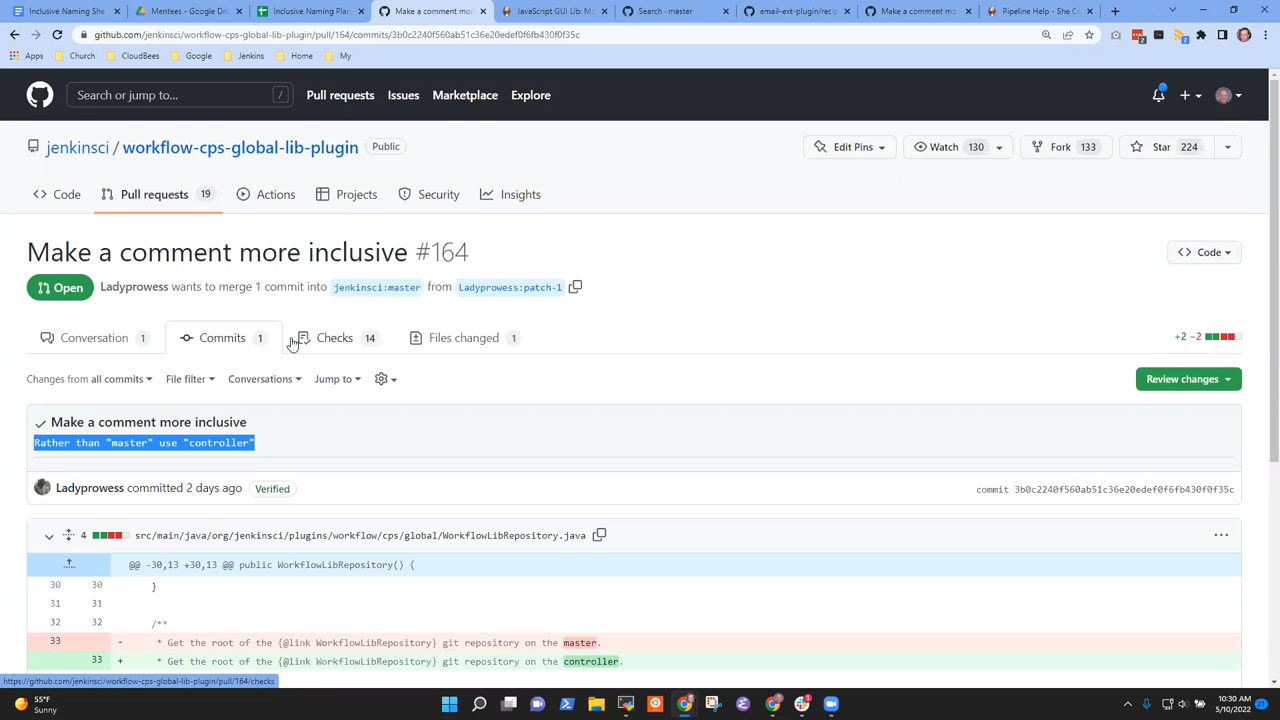 Inclusive Naming She
Mentees - Google Dri
Inclusive Naming Plan
Make a comment mor
JavaScript GUI Lib: M
Search · master
email-ext-plugin/reci
Make a comment mo
Pipeline Help - She C
github.com/jenkinsci/workflow-cps-global-lib-plugin/pull/164/commits/3b0c2240f560ab51c36e20edef0f6fb430f0f35c
Apps
Church
CloudBees
Google
Jenkins
Home
My
Search or jump to...
/
Pull requests
Issues
Marketplace
Explore
jenkinsci / workflow-cps-global-lib-plugin
Public
Edit Pins
Watch 130
Fork 133
Star 224
Code
Pull requests 19
Actions
Projects
Security
Insights
Make a comment more inclusive #164
Code
Open
Ladyprowess wants to merge 1 commit into jenkinsci:master from Ladyprowess:patch-1
Conversation 1
Commits 1
Checks 14
Files changed 1
+2 −2
Changes from all commits
File filter
Conversations
Jump to
Review changes
Make a comment more inclusive
Rather than "master" use "controller"
Ladyprowess committed 2 days ago
Verified
commit 3b0c2240f560ab51c36e20edef0f6fb430f0f35c
4
src/main/java/org/jenkinsci/plugins/workflow/cps/global/WorkflowLibRepository.java
@@ -30,13 +30,13 @@ public WorkflowLibRepository() {
30 30 }
31 31
32 32 /**
33 - * Get the root of the {@link WorkflowLibRepository} git repository on the master.
33 + * Get the root of the {@link WorkflowLibRepository} git repository on the controller.
https://github.com/jenkinsci/workflow-cps-global-lib-plugin/pull/164/checks
55°F
Sunny
10:30 AM
5/10/2022